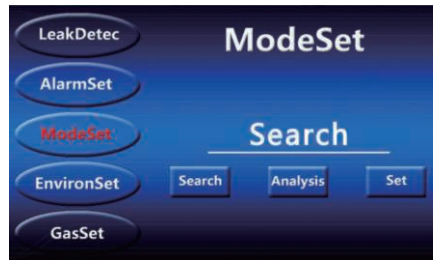 LeakDetec
AlarmSet
ModeSet
EnvironSet
GasSet
ModeSet
Search
Search Analysis Set